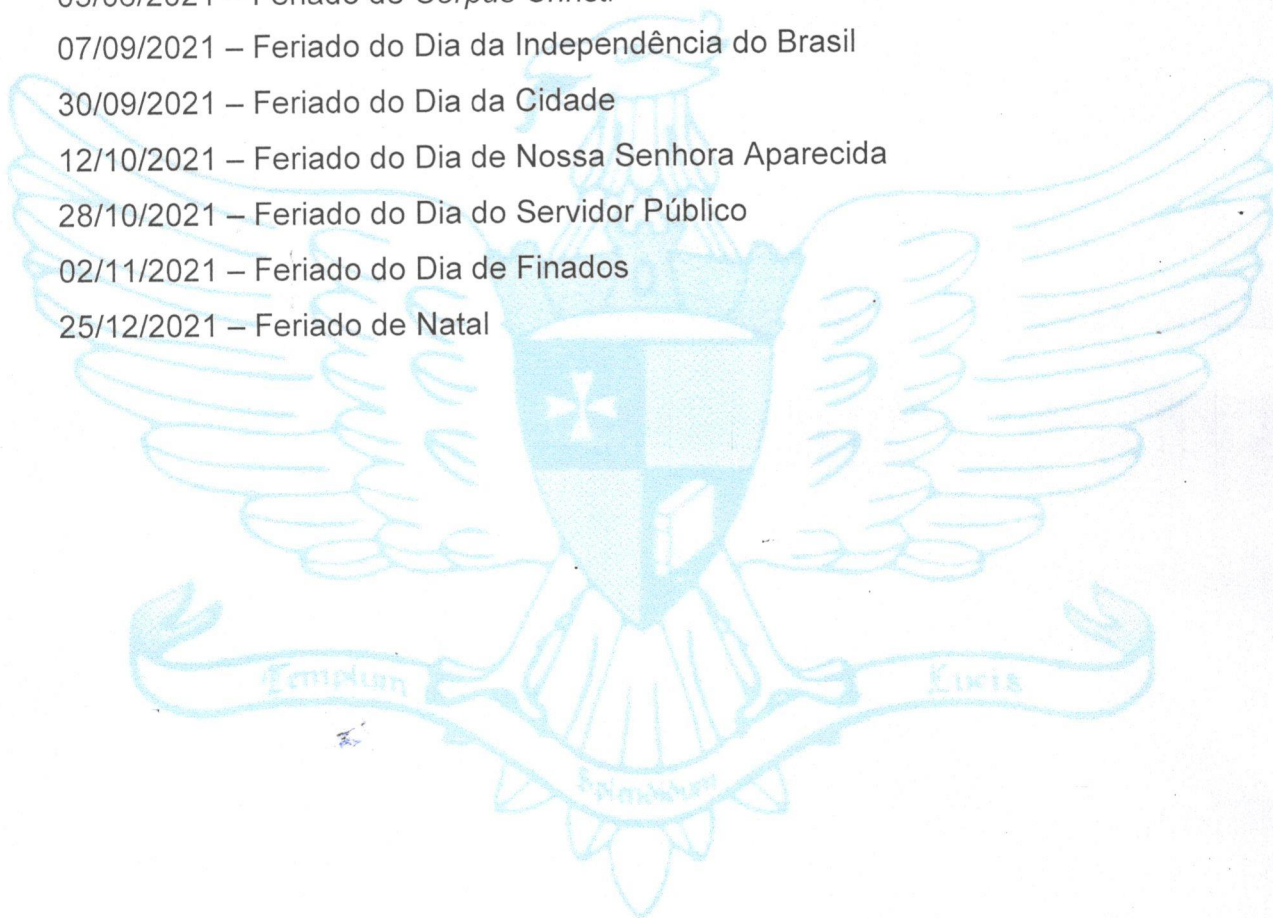 07/09/2021 – Feriado do Dia da Independência do Brasil
30/09/2021 – Feriado do Dia da Cidade
12/10/2021 – Feriado do Dia de Nossa Senhora Aparecida
28/10/2021 – Feriado do Dia do Servidor Público
02/11/2021 – Feriado do Dia de Finados
25/12/2021 – Feriado de Natal
Templum Lucis